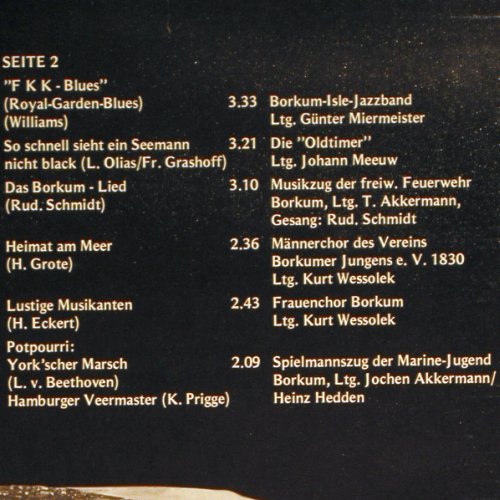 SEITE 2
"F K K - Blues"
(Royal-Garden-Blues)
(Williams)
3.33 Borkum-Isle-Jazzband
Ltg. Günter Miermeister
So schnell sieht ein Seemann
nicht black (L. Olias/Fr. Grashoff)
3.21 Die "Oldtimer"
Ltg. Johann Meeuw
Das Borkum - Lied
(Rud. Schmidt)
3.10 Musikzug der freiw. Feuerwehr
Borkum, Ltg. T. Akkermann,
Gesang: Rud. Schmidt
Heimat am Meer
(H. Grote)
2.36 Männerchor des Vereins
Borkumer Jungens e. V. 1830
Ltg. Kurt Wessolek
Lustige Musikanten
(H. Eckert)
2.43 Frauenchor Borkum
Ltg. Kurt Wessolek
Potpourri:
York'scher Marsch
(L. v. Beethoven)
Hamburger Veermaster (K. Prigge)
2.09 Spielmannszug der Marine-Jugend
Borkum, Ltg. Jochen Akkermann/
Heinz Hedden